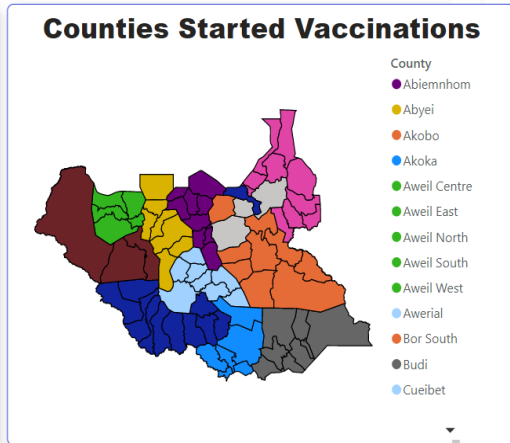 Counties Started Vaccinations
County
Abiemnhom
Abyei
Akobo
Akoka
Aweil Centre
Aweil East
Aweil North
Aweil South
Aweil West
Awerial
Bor South
Budi
Cueibet